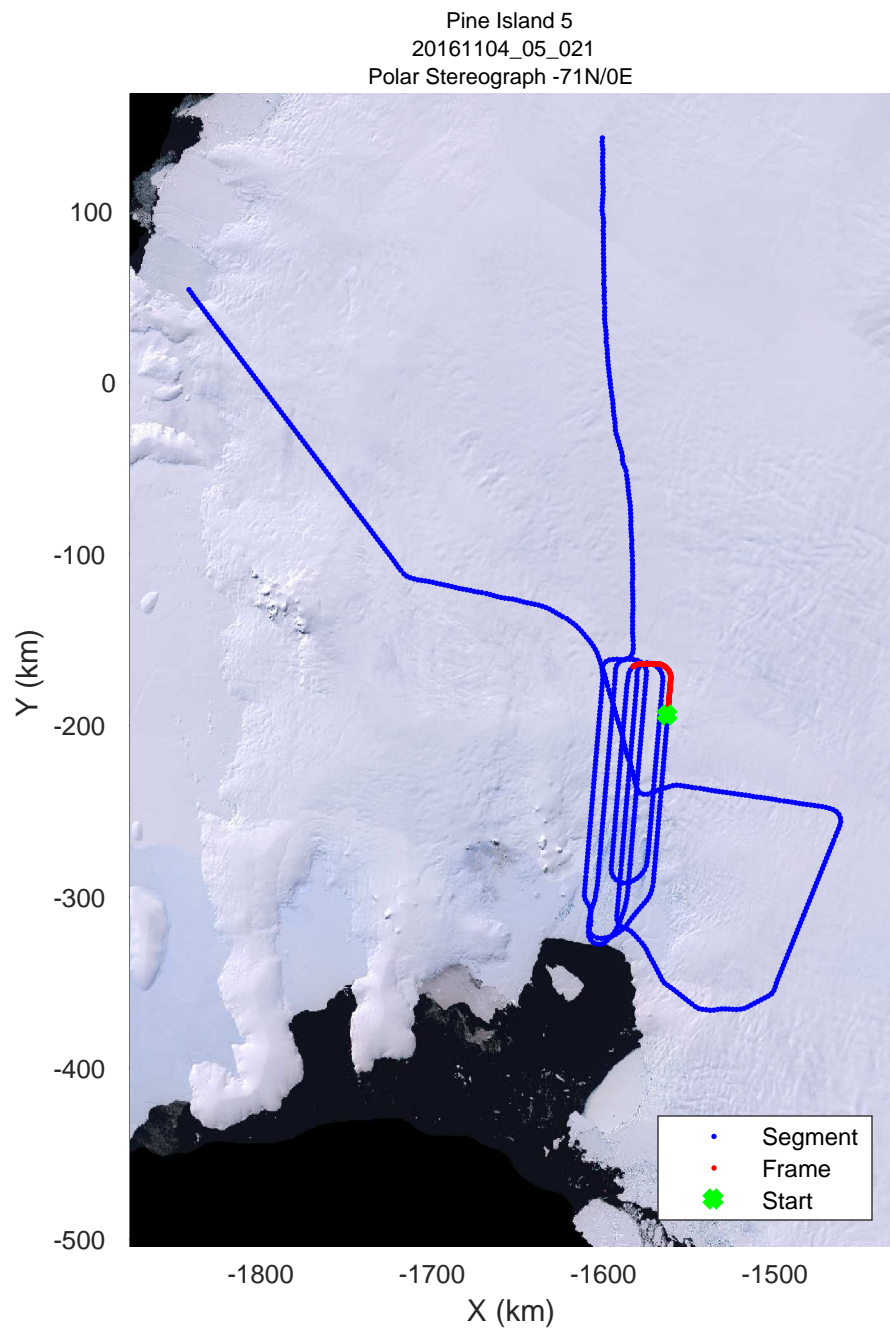 Pine Island 5
20161104_05_021
Polar Stereograph -71N/0E
100
0
-100
-200
-300
-400
-500
Y (km)
-1800
-1700
-1600
-1500
X (km)
Segment
Frame
Start